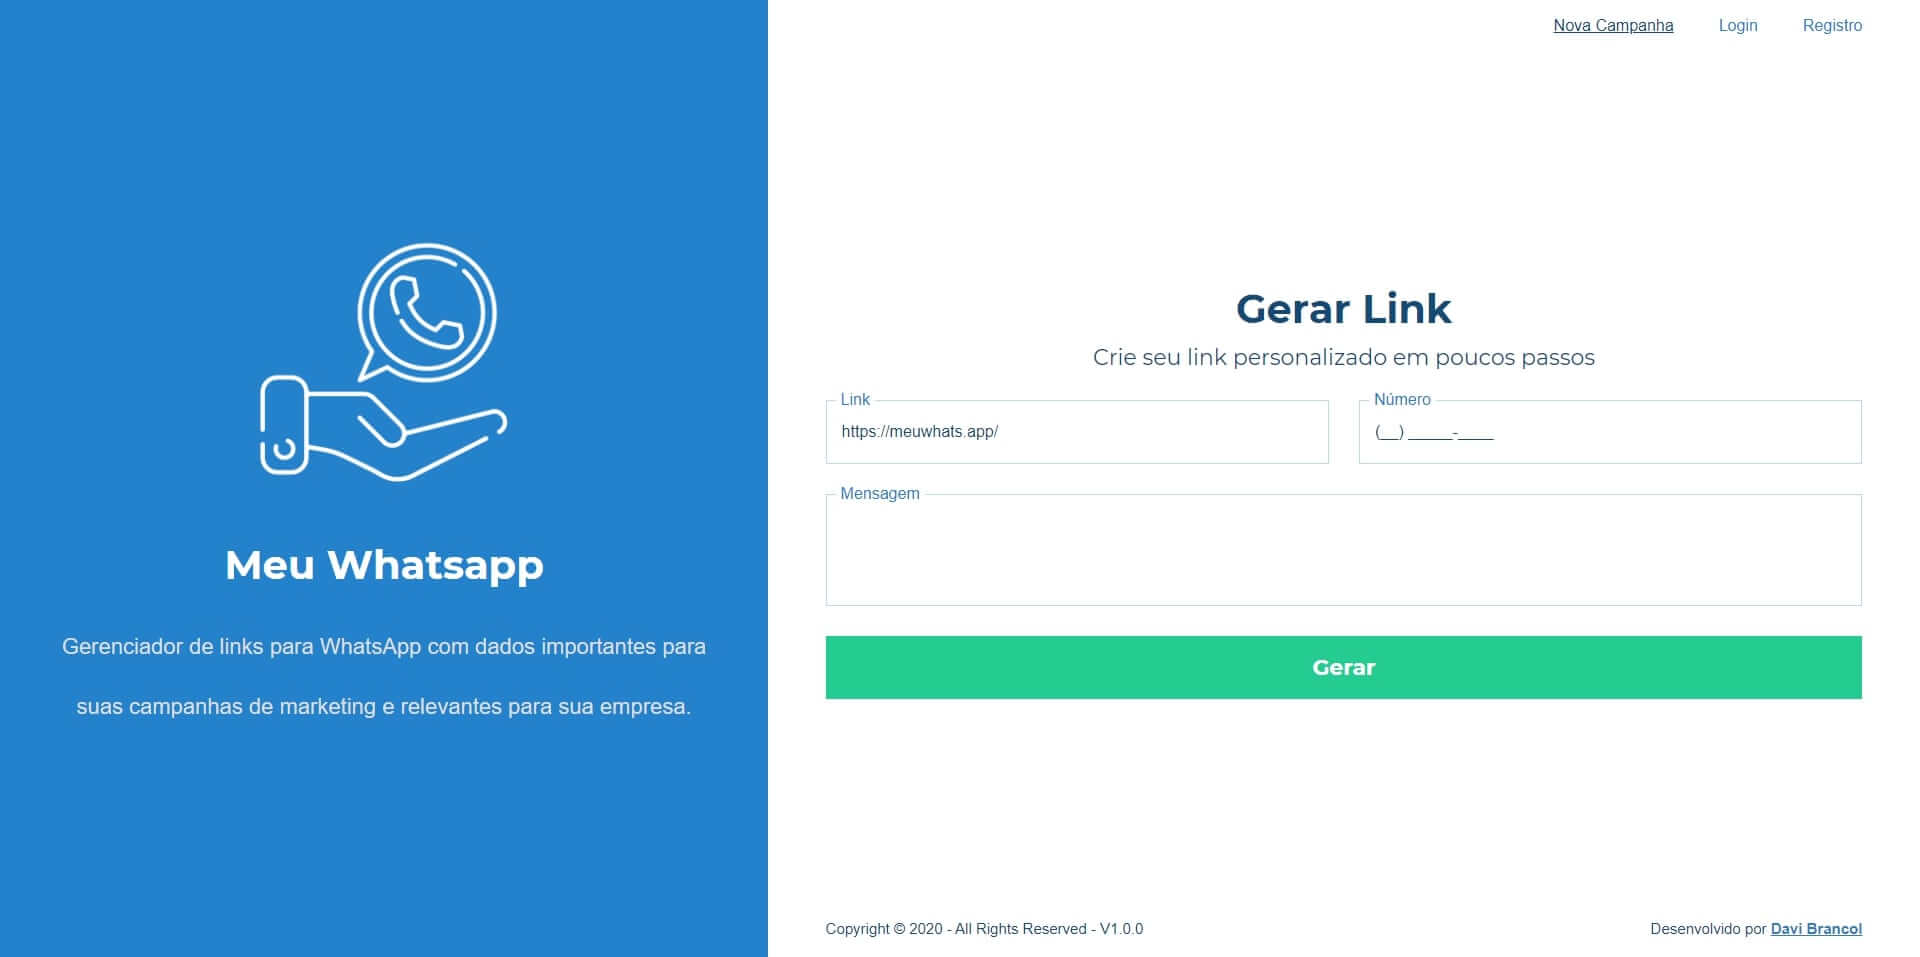 Nova Campanha Login Registro
Meu Whatsapp
Gerenciador de links para WhatsApp com dados importantes para
suas campanhas de marketing e relevantes para sua empresa.
Gerar Link
Crie seu link personalizado em poucos passos
Link
https://meuwhats.app/
Número
(__) _____-____
Mensagem
Gerar
Copyright © 2020 - All Rights Reserved - V1.0.0
Desenvolvido por Davi Brancol